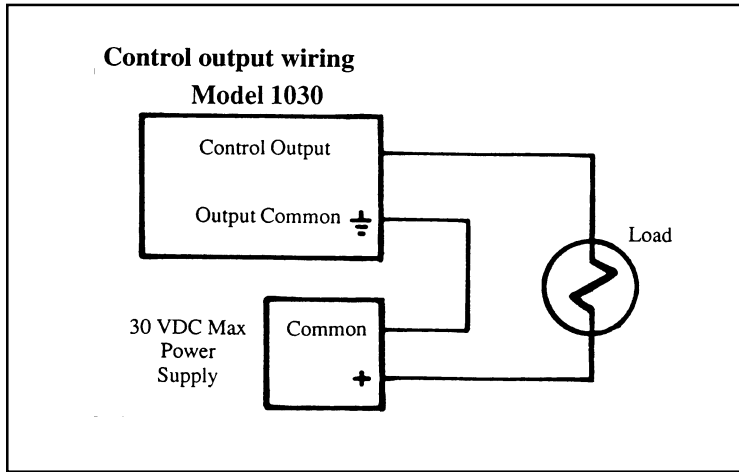 Control output wiring
Model 1030
Control Output
Output Common
Load
30 VDC Max
Power
Supply
Common
+